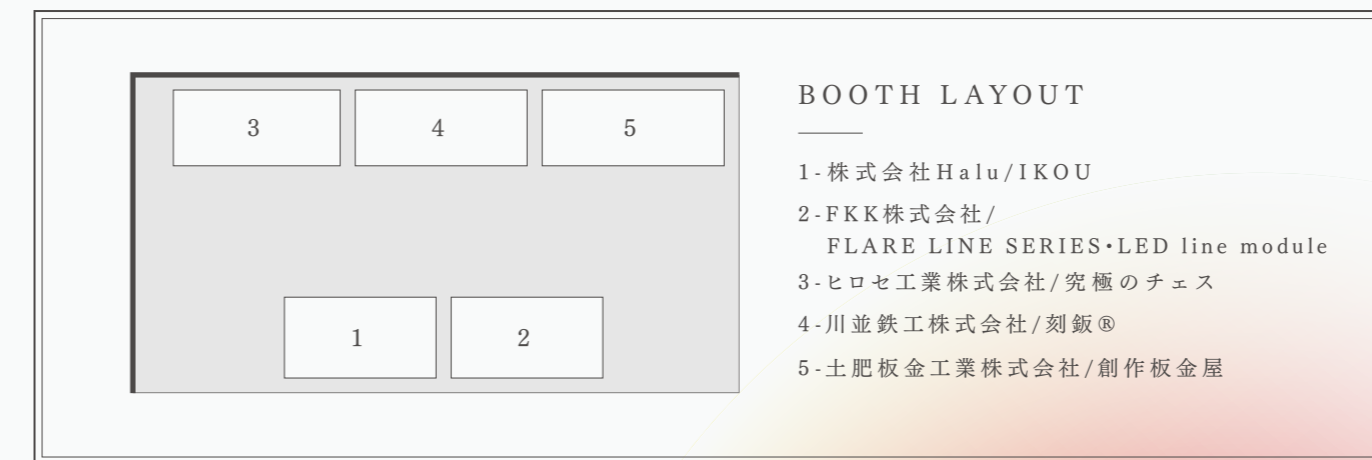 3
4
5
1
2
BOOTH LAYOUT
1-株式会社Halu/IKOU
2-FKK株式会社/
FLARE LINE SERIES・LED line module
3-ヒロセ工業株式会社/究極のチェス
4-川並鉄工株式会社/刻鈑®
5-土肥板金工業株式会社/創作板金屋